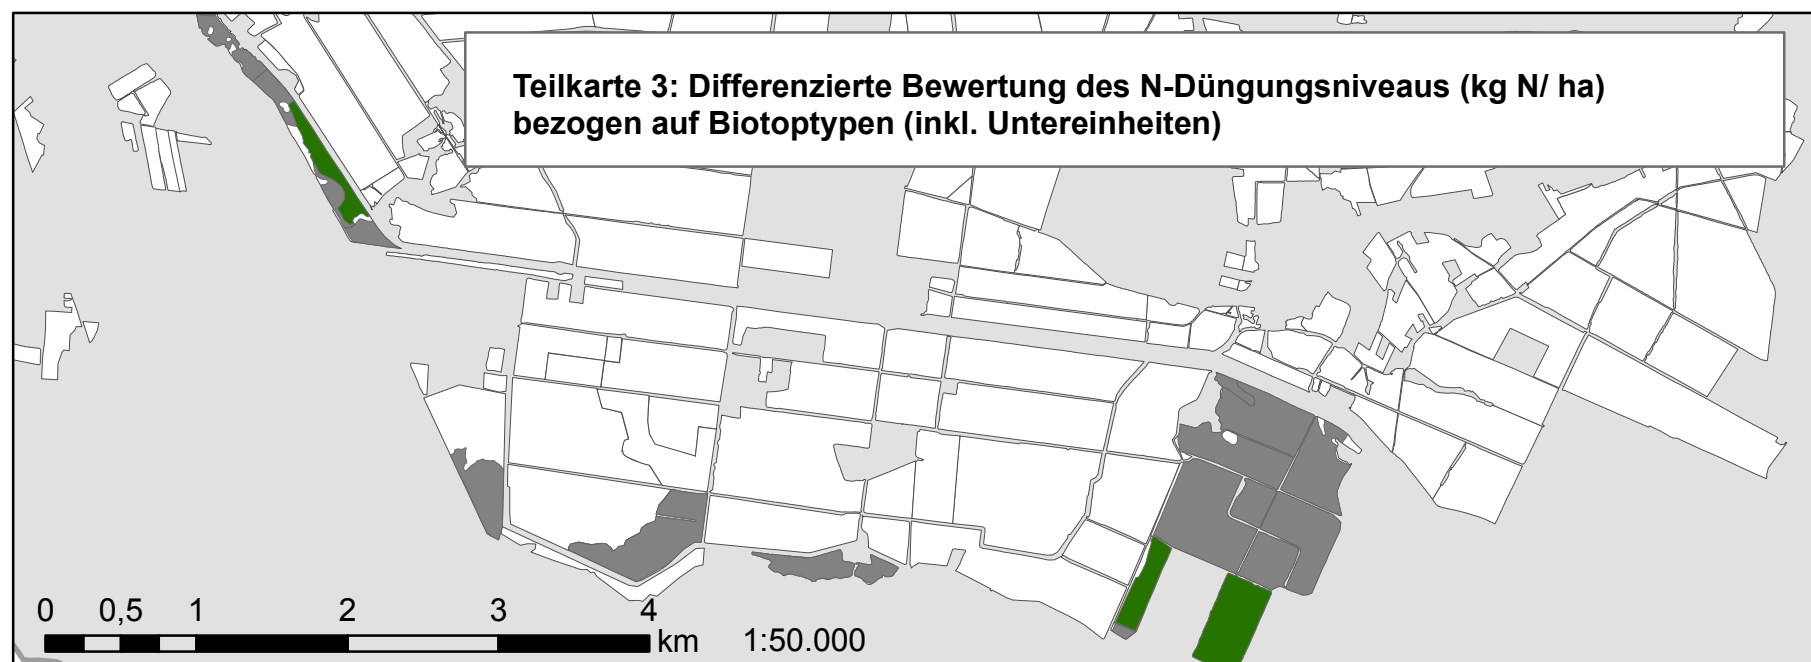 Teilkarte 3: Differenzierte Bewertung des N-Düngungsniveaus (kg N/ ha)
bezogen auf Biotoptypen (inkl. Untereinheiten)
0 0,5 1 2 3 4
km 1:50.000